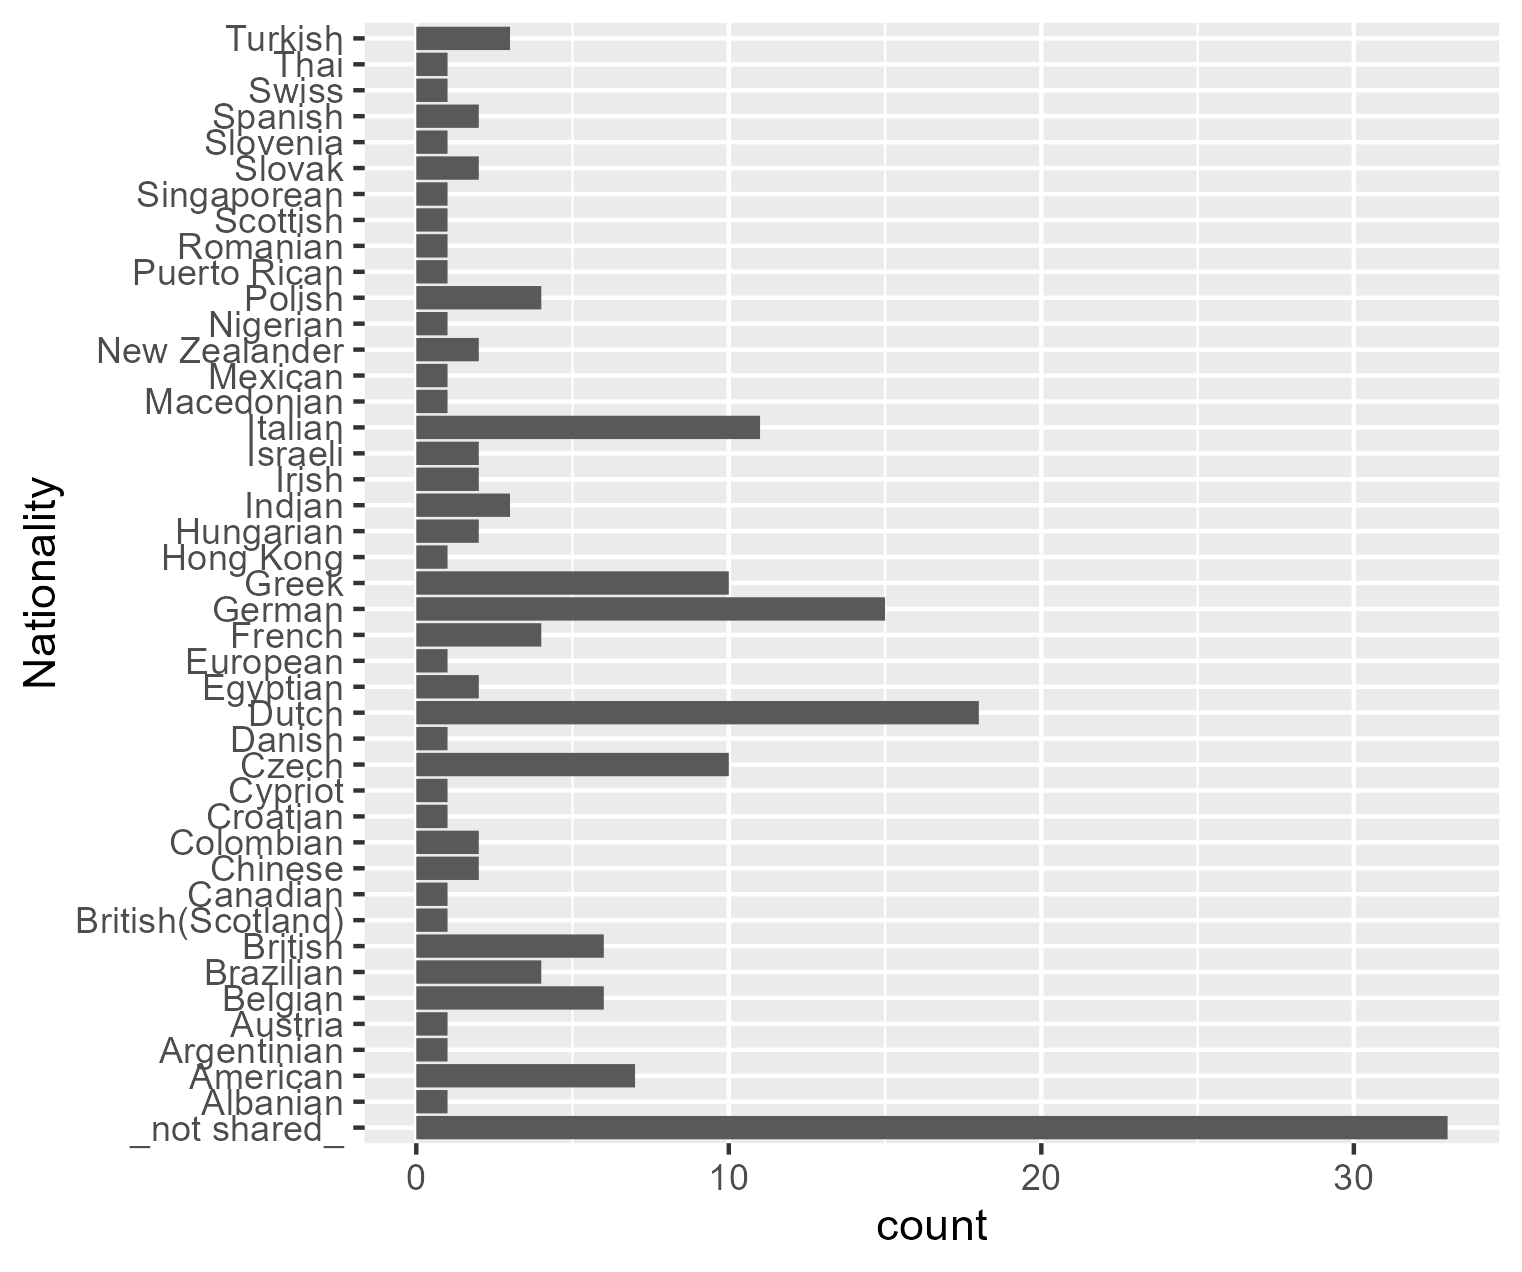 Turkish
Thai
Swiss
Spanish
Slovenia
Slovak
Singaporean
Scottish
Romanian
Puerto Rican
Polish
Nigerian
New Zealander
Mexican
Macedonian
Italian
Israeli
Irish
Indian
Hungarian
Hong Kong
Greek
German
French
European
Egyptian
Dutch
Danish
Czech
Cypriot
Croatian
Colombian
Chinese
Canadian
British(Scotland)
British
Brazilian
Belgian
Austria
Argentinian
American
Albanian
_not shared_
Nationality
0 10 20 30
count